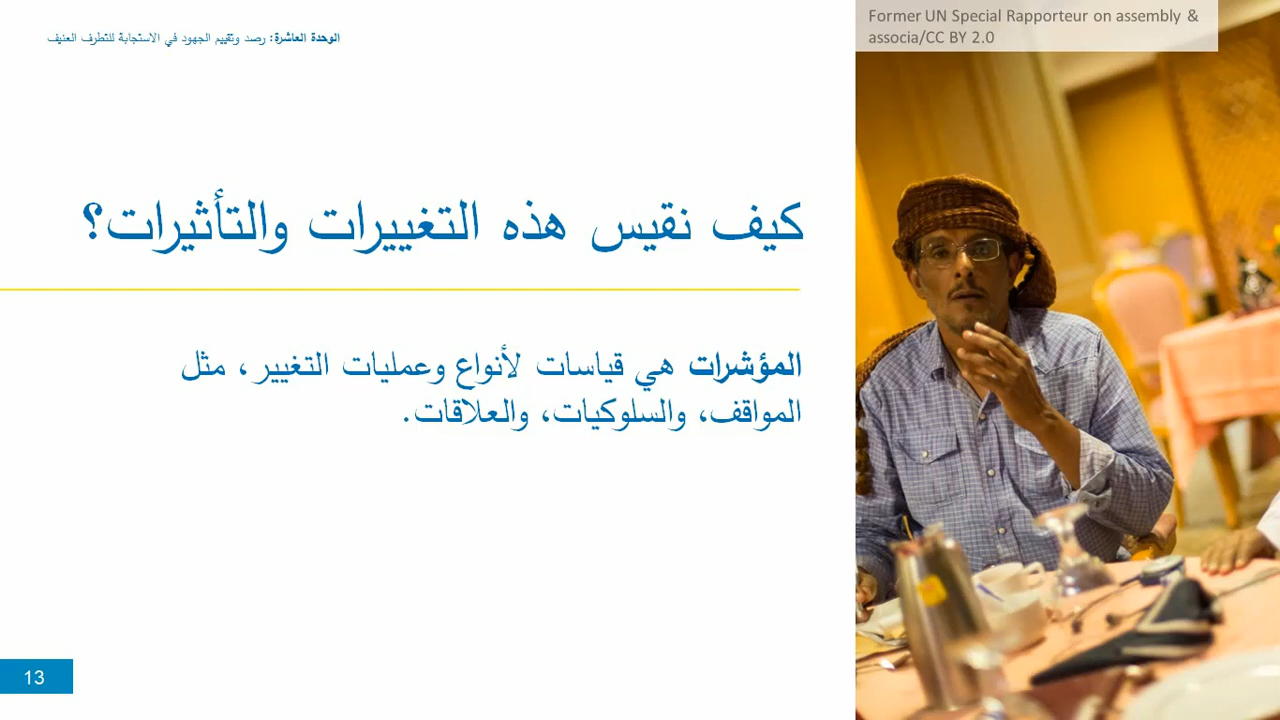 الوحدة العاشرة: رصد وتقييم الجهود في الاستجابة للتطرف العنيف
Former UN Special Rapporteur on assembly &
associa/CC BY 2.0
كيف نقيس هذه التغييرات والتأثيرات؟
المؤشرات هي قياسات لأنواع وعمليات التغيير، مثل
المواقف، والسلوكيات، والعلاقات.
13